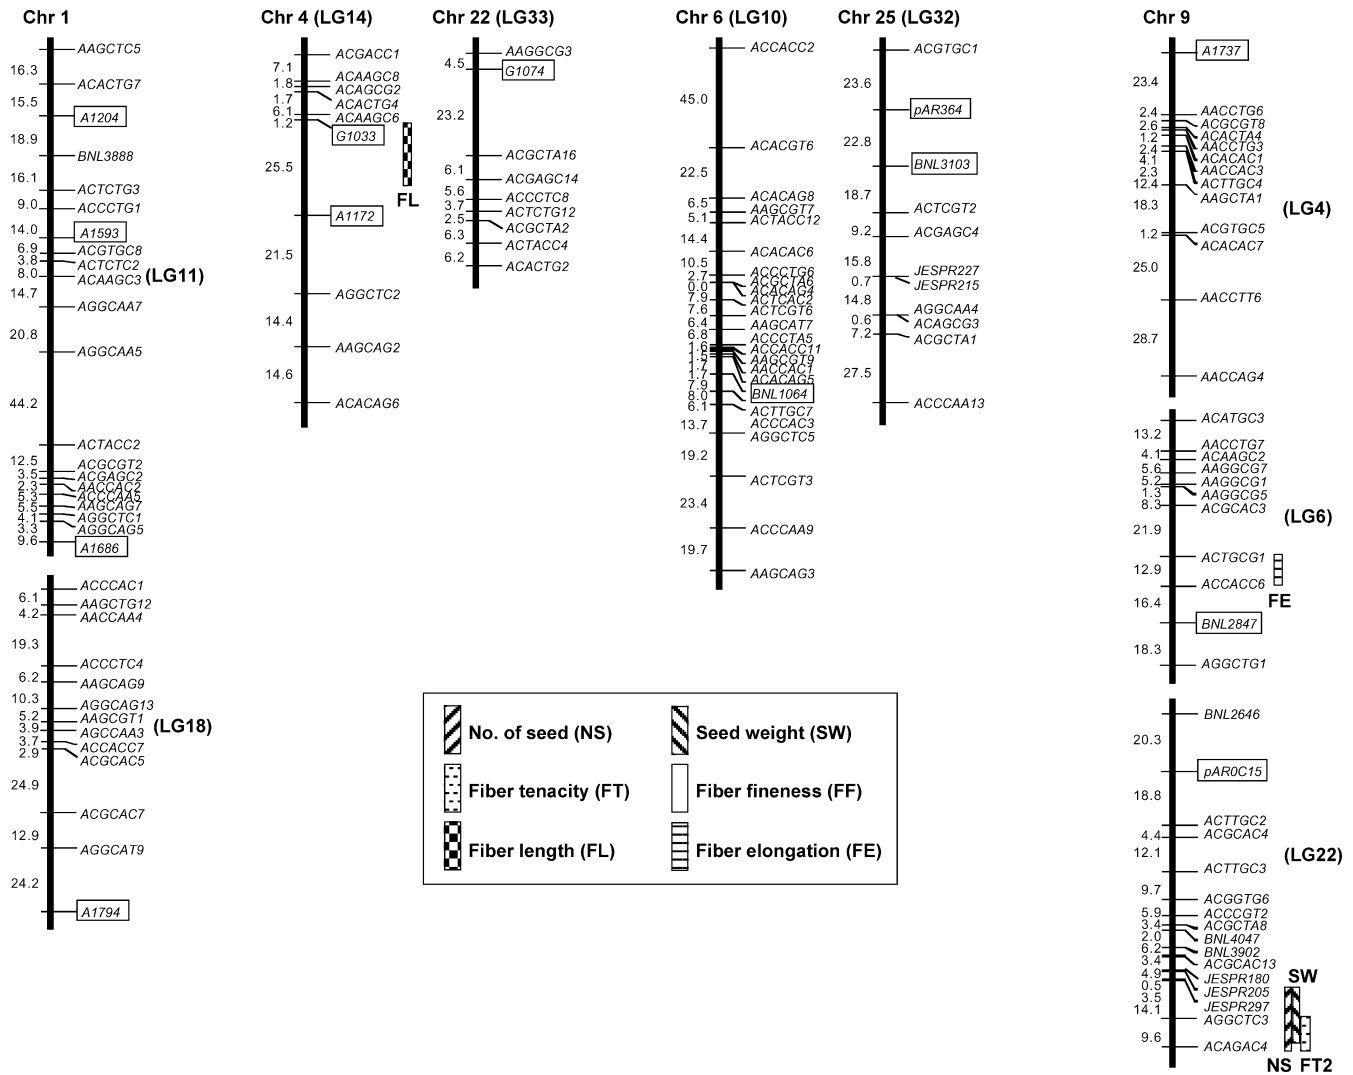 Chr 1
AAGCTC5
16.3
ACACTG7
15.5
A1204
18.9
BNL3888
16.1
ACTCTG3
9.0
ACCCTG1
14.0
A1593
6.9
ACGTGC8
3.8
ACTCTC2
8.0
ACAAGC3
(LG11)
14.7
AGGCAA7
20.8
AGGCAA5
44.2
ACTACC2
12.5
ACGCGT2
3.5
ACGAGC2
2.3
AACCAC2
5.3
ACCCAA5
5.5
AAGCAG7
4.1
AGGCTC1
3.3
AGGCAG5
9.6
A1686
ACCCAC1
6.1
AAGCTG12
4.2
AACCAA4
19.3
ACCCTC4
6.2
AAGCAG9
10.3
AGGCAG13
5.2
AAGCGT1
3.9
AGCCAA3
(LG18)
3.7
ACCACC7
2.9
ACGCAC5
24.9
ACGCAC7
12.9
AGGCAT9
24.2
A1794
Chr 4 (LG14)
ACGACC1
7.1
ACAAGC8
1.8
ACAGCG2
1.7
ACACTG4
6.1
ACAAGC6
1.2
G1033
25.5
FL
A1172
21.5
AGGCTC2
14.4
AAGCAG2
14.6
ACACAG6
Chr 22 (LG33)
AAGGCG3
4.5
G1074
23.2
ACGCTA16
6.1
ACGAGC14
5.6
ACCCTC8
3.7
ACTCTG12
2.5
ACGCTA2
6.3
ACTACC4
6.2
ACACTG2
Chr 6 (LG10)
ACCACC2
45.0
ACACGT6
22.5
ACACAG8
6.5
AAGCGT7
5.1
ACTACC12
14.4
ACACAC6
10.5
ACCCTG6
2.7
ACGCTA6
0.0
ACACAG4
7.9
ACTCAC2
7.6
ACTCGT6
6.4
AAGCAT7
6.8
ACCCTA5
1.6
ACCACC11
1.5
AAGCGT9
1.7
AACCAC1
1.7
ACACAG5
7.9
BNL1064
8.0
ACTTGC7
6.1
ACCCAC3
13.7
AGGCTC5
19.2
ACTCGT3
23.4
ACCCAA9
19.7
AAGCAG3
Chr 25 (LG32)
ACGTGC1
23.6
pAR364
22.8
BNL3103
18.7
ACTCGT2
9.2
ACGAGC4
15.8
JESPR227
0.7
JESPR215
14.8
AGGCAA4
0.6
ACAGCG3
7.2
ACGCTA1
27.5
ACCCAA13
Chr 9
A1737
23.4
AACCTG6
2.4
ACGCGT8
2.6
ACACTA4
1.2
AACCTG3
2.4
ACACAC1
4.1
AACCAC3
2.3
ACTTGC4
12.4
AAGCTA1
18.3
(LG4)
ACGTGC5
1.2
ACACAC7
25.0
AACCTT6
28.7
AACCAG4
ACATGC3
13.2
AACCTG7
4.1
ACAAGC2
5.6
AAGGCG7
5.2
AAGGCG1
1.3
AAGGCG5
8.3
ACGCAC3
(LG6)
21.9
ACTGCG1
12.9
ACCACC6
FE
16.4
BNL2847
18.3
AGGCTG1
BNL2646
20.3
pAR0C15
18.8
ACTTGC2
4.4
ACGCAC4
12.1
(LG22)
ACTTGC3
9.7
ACGGTG6
5.9
ACCCGT2
3.4
ACGCTA8
2.0
BNL4047
6.2
BNL3902
3.4
ACGCAC13
4.9
JESPR180
SW
0.5
JESPR205
3.5
JESPR297
14.1
AGGCTC3
9.6
ACAGAC4
NS FT2
No. of seed (NS)
Seed weight (SW)
Fiber tenacity (FT)
Fiber fineness (FF)
Fiber length (FL)
Fiber elongation (FE)